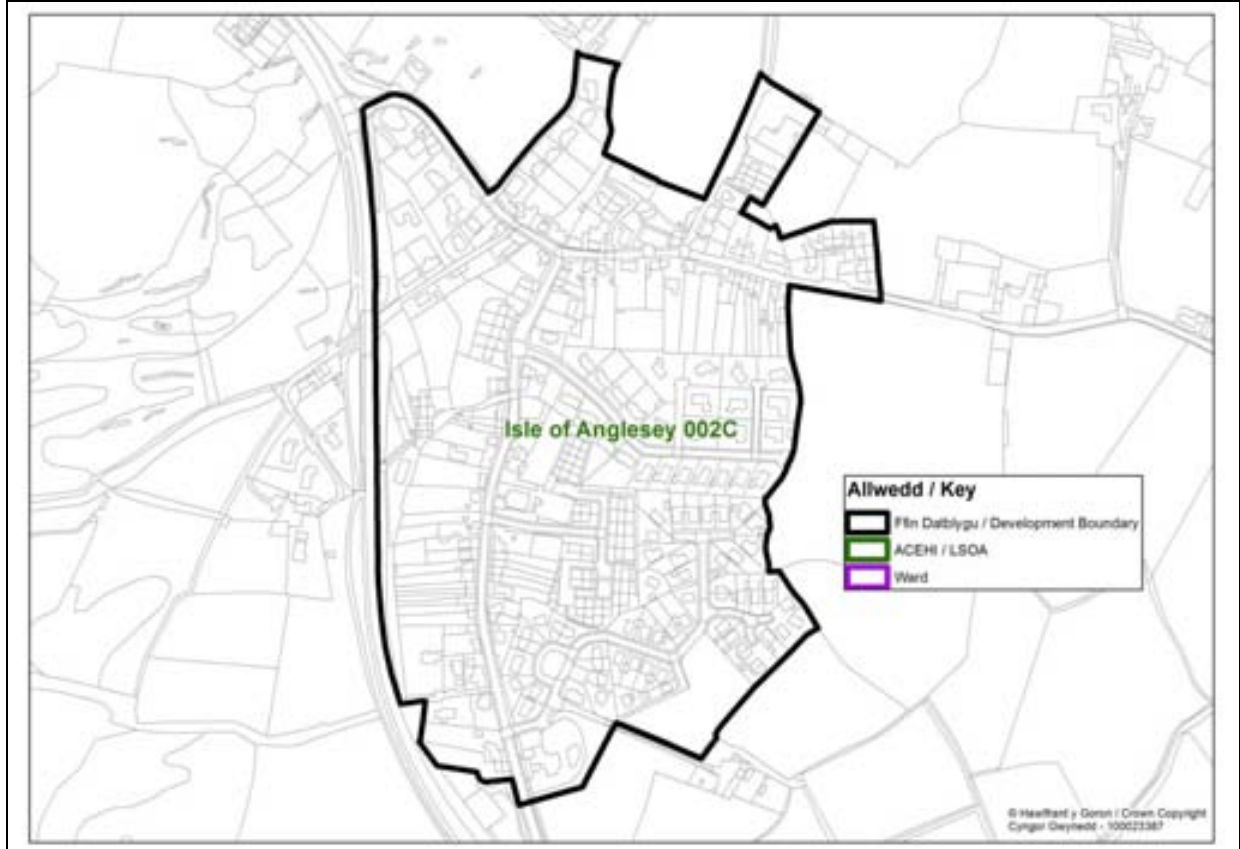 Isle of Anglesey 002C
Allwedd / Key
Ffin Datblygu / Development Boundary
ACEHI / LSOA
Ward
© Hawlfraint y Goron / Crown Copyright
Cyngor Gwynedd - 100023387